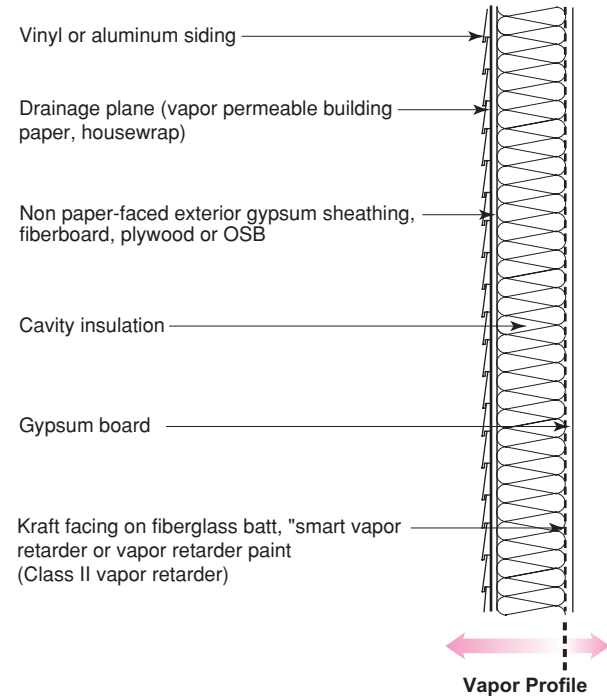 Vinyl or aluminum siding
Drainage plane (vapor permeable building
paper, housewrap)
Non paper-faced exterior gypsum sheathing,
fiberboard, plywood or OSB
Cavity insulation
Gypsum board
Kraft facing on fiberglass batt, "smart vapor
retarder or vapor retarder paint
(Class II vapor retarder)
Vapor Profile